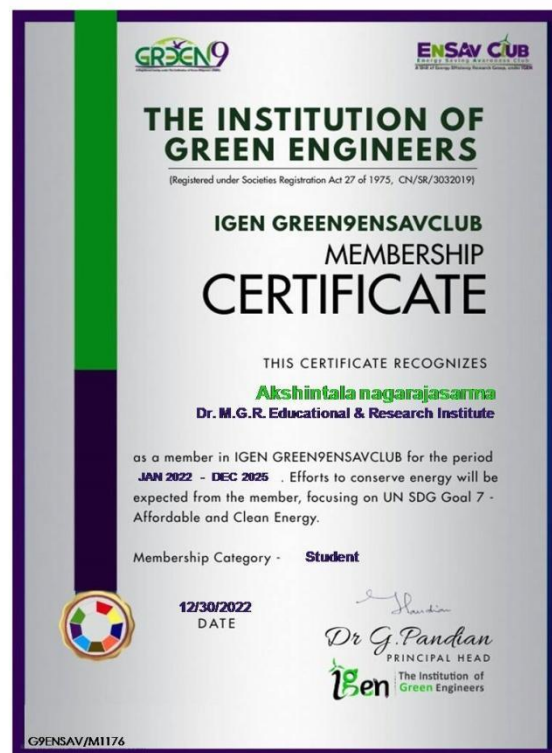 GREEN9
ENSAV CLUB
Energy Saving Awareness Club
THE INSTITUTION OF
GREEN ENGINEERS
(Registered under Societies Registration Act 27 of 1975, CN/SR/3032019)
IGEN GREEN9ENSAVCLUB
MEMBERSHIP
CERTIFICATE
THIS CERTIFICATE RECOGNIZES
Akshintala nagarajasarma
Dr. M.G.R. Educational & Research Institute
as a member in IGEN GREEN9ENSAVCLUB for the period
JAN 2022 - DEC 2025 . Efforts to conserve energy will be
expected from the member, focusing on UN SDG Goal 7 -
Affordable and Clean Energy.
Membership Category - Student
12/30/2022
DATE
Dr G. Pandian
PRINCIPAL HEAD
igen The Institution of
Green Engineers
G9ENSAV/M1176